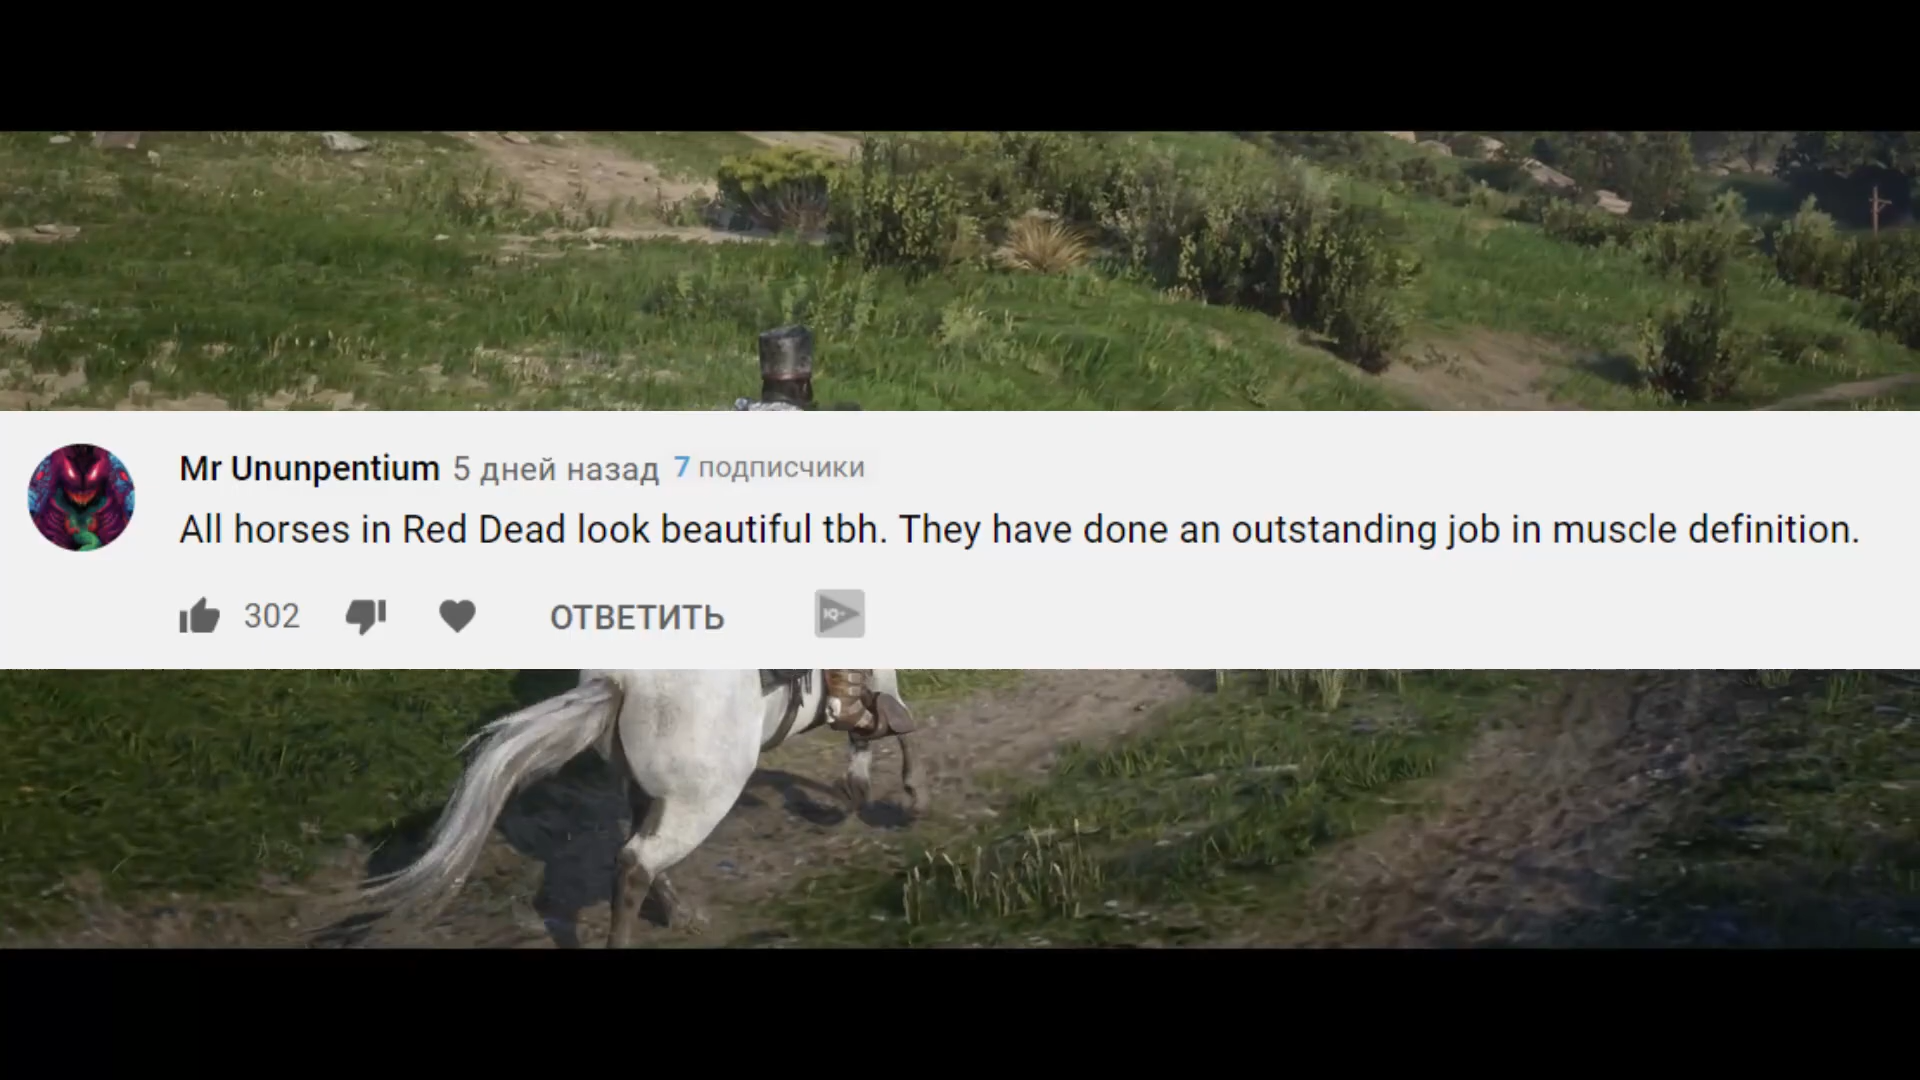 Mr Ununpentium 5 дней назад 7 подписчики
All horses in Red Dead look beautiful tbh. They have done an outstanding job in muscle definition.
302 ОТВЕТИТЬ IQ